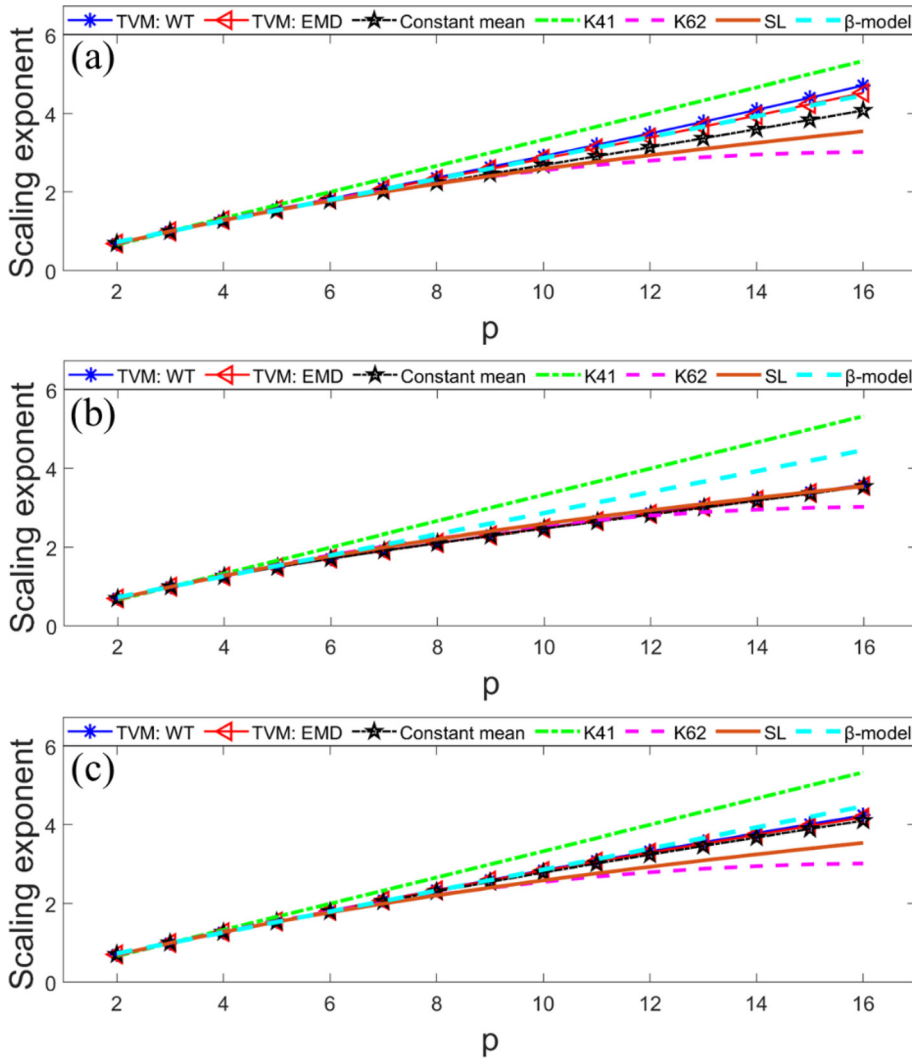 TVM: WT TVM: EMD Constant mean K41 K62 SL β-model
6
(a)
4
2
0
Scaling exponent
2 4 6 8 10 12 14 16
p
TVM: WT TVM: EMD Constant mean K41 K62 SL β-model
6
(b)
4
2
0
Scaling exponent
2 4 6 8 10 12 14 16
p
TVM: WT TVM: EMD Constant mean K41 K62 SL β-model
6
(c)
4
2
0
Scaling exponent
2 4 6 8 10 12 14 16
p